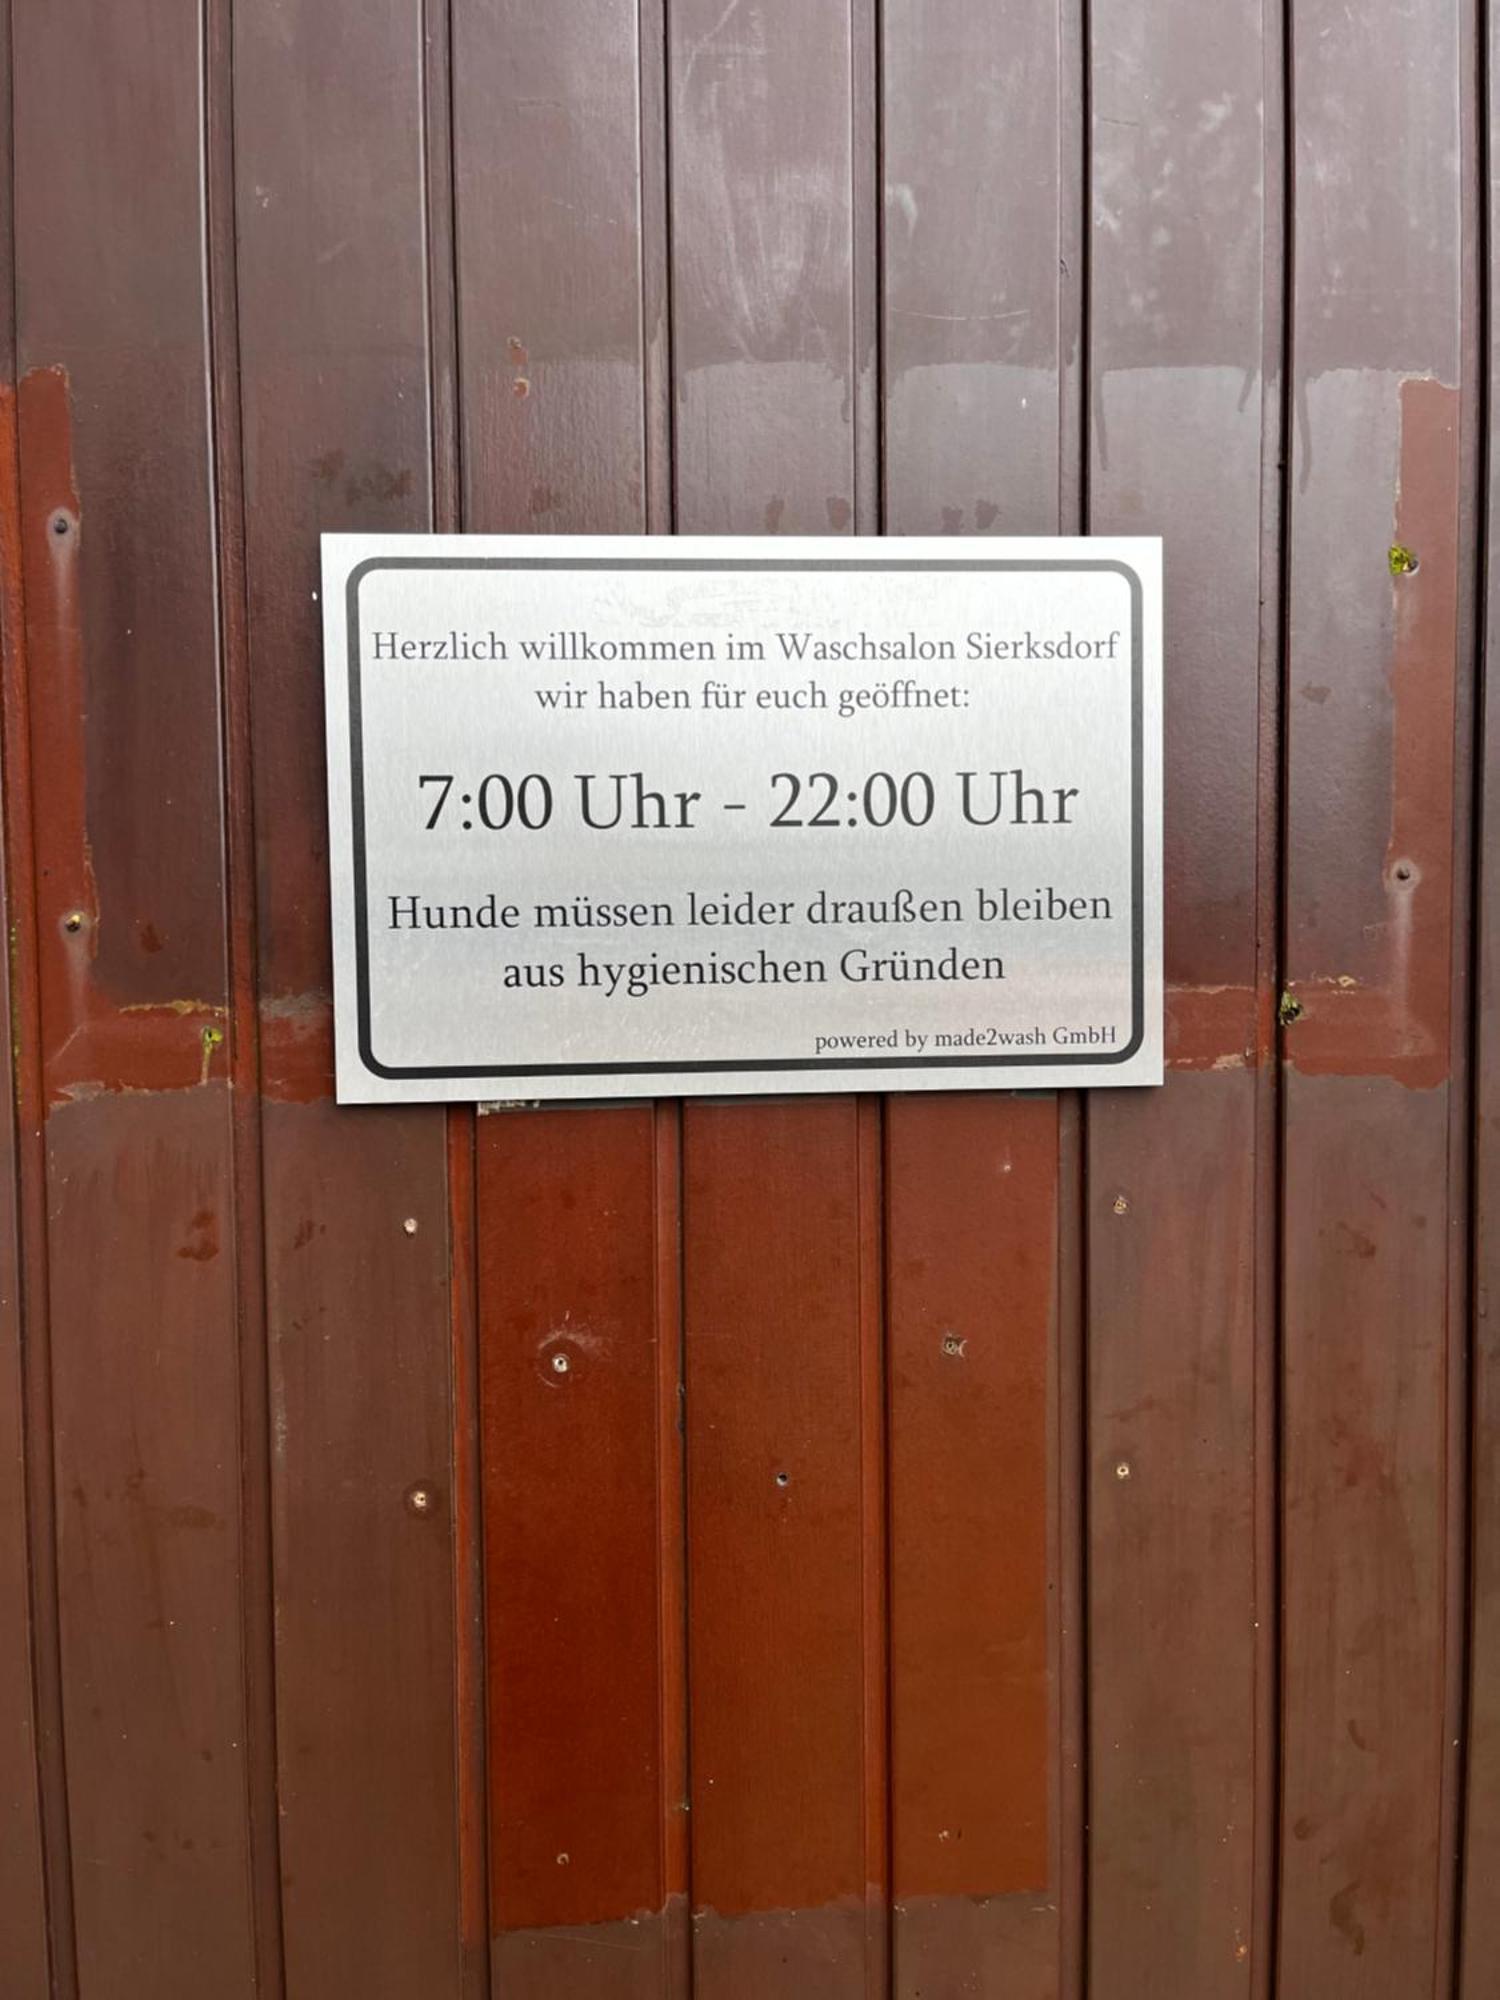 Herzlich willkommen im Waschsalon Sierksdorf
wir haben für euch geöffnet:
7:00 Uhr - 22:00 Uhr
Hunde müssen leider draußen bleiben
aus hygienischen Gründen
powered by made2wash GmbH